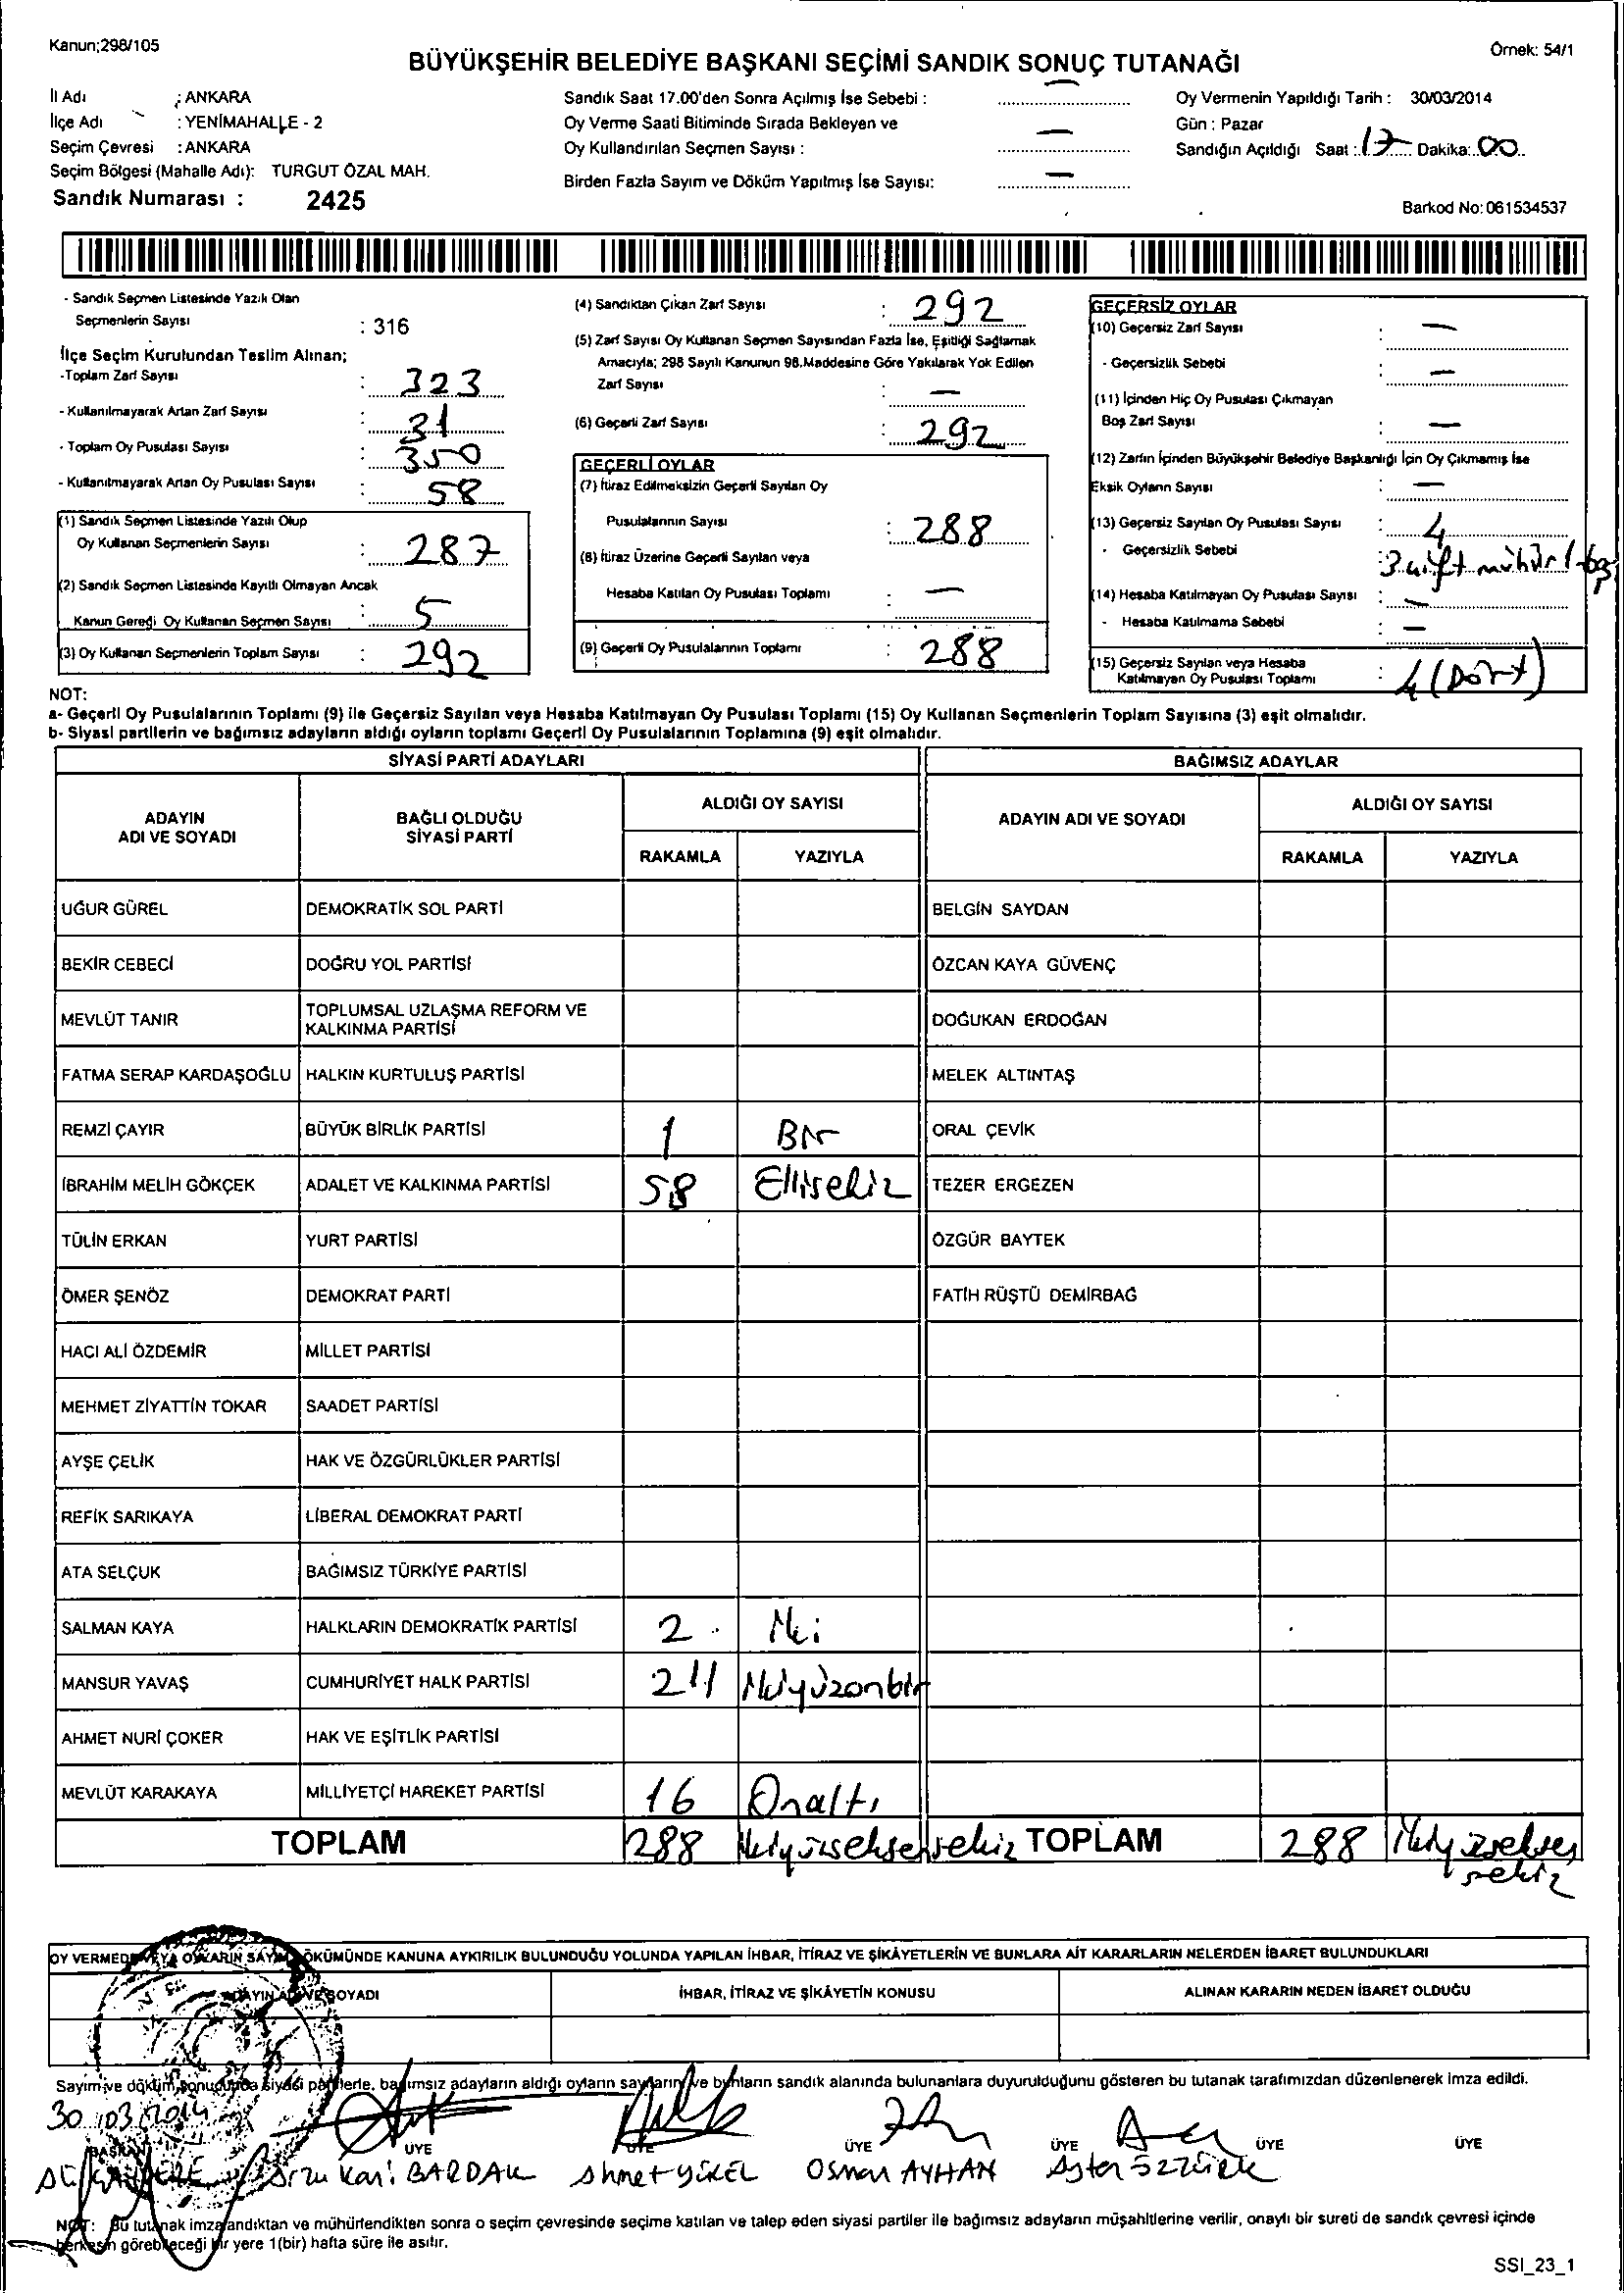 Kanun;298/105
Örnek: 54/1
BÜYÜKŞEHİR BELEDİYE BAŞKANI SEÇİMİ SANDIK SONUÇ TUTANAĞI
İl Adı : ANKARA
İlçe Adı : YENİMAHALLE - 2
Seçim Çevresi : ANKARA
Seçim Bölgesi (Mahalle Adı): TURGUT ÖZAL MAH.
Sandık Numarası : 2425
Sandık Saat 17.00'den Sonra Açılmış İse Sebebi : —
Oy Verme Saati Bitiminde Sırada Bekleyen ve
Oy Kullandırılan Seçmen Sayısı : —
Birden Fazla Sayım ve Döküm Yapılmış İse Sayısı: —
Oy Vermenin Yapıldığı Tarih : 30/03/2014
Gün : Pazar
Sandığın Açıldığı Saat : 17 Dakika: 00
Barkod No: 061534537
- Sandık Seçmen Listesinde Yazılı Olan
Seçmenlerin Sayısı : 316
İlçe Seçim Kurulundan Teslim Alınan;
-Toplam Zarf Sayısı : 323
- Kullanılmayarak Artan Zarf Sayısı : 31
- Toplam Oy Pusulası Sayısı : 350
- Kullanılmayarak Artan Oy Pusulası Sayısı : 58
(1) Sandık Seçmen Listesinde Yazılı Olup
Oy Kullanan Seçmenlerin Sayısı : 287
(2) Sandık Seçmen Listesinde Kayıtlı Olmayan Ancak
Kanun Gereği Oy Kullanan Seçmen Sayısı : 5
(3) Oy Kullanan Seçmenlerin Toplam Sayısı : 292
(4) Sandıktan Çıkan Zarf Sayısı : 292
(5) Zarf Sayısı Oy Kullanan Seçmen Sayısından Fazla İse, Eşitliği Sağlamak
Amacıyla; 298 Sayılı Kanunun 98.Maddesine Göre Yakılarak Yok Edilen
Zarf Sayısı : —
(6) Geçerli Zarf Sayısı : 292
GEÇERLİ OYLAR
(7) İtiraz Edilmeksizin Geçerli Sayılan Oy
Pusulalarının Sayısı : 288
(8) İtiraz Üzerine Geçerli Sayılan veya
Hesaba Katılan Oy Pusulası Toplamı : —
(9) Geçerli Oy Pusulalarının Toplamı : 288
GEÇERSİZ OYLAR
(10) Geçersiz Zarf Sayısı : —
- Geçersizlik Sebebi : —
(11) İçinden Hiç Oy Pusulası Çıkmayan
Boş Zarf Sayısı : —
(12) Zarfın İçinden Büyükşehir Belediye Başkanlığı İçin Oy Çıkmamış İse
Eksik Oyların Sayısı : —
(13) Geçersiz Sayılan Oy Pusulası Sayısı : 4
- Geçersizlik Sebebi : 3 çift mühür 1 boş
(14) Hesaba Katılmayan Oy Pusulası Sayısı : —
- Hesaba Katılmama Sebebi : —
(15) Geçersiz Sayılan veya Hesaba
Katılmayan Oy Pusulası Toplamı : 4 (Dört)
NOT:
a- Geçerli Oy Pusulalarının Toplamı (9) ile Geçersiz Sayılan veya Hesaba Katılmayan Oy Pusulası Toplamı (15) Oy Kullanan Seçmenlerin Toplam Sayısına (3) eşit olmalıdır.
b- Siyasi partilerin ve bağımsız adayların aldığı oyların toplamı Geçerli Oy Pusulalarının Toplamına (9) eşit olmalıdır.
SİYASİ PARTİ ADAYLARI BAĞIMSIZ ADAYLAR
ADAYIN ADI VE SOYADI BAĞLI OLDUĞU SİYASİ PARTİ ALDIĞI OY SAYISI ADAYIN ADI VE SOYADI ALDIĞI OY SAYISI
RAKAMLA YAZIYLA RAKAMLA YAZIYLA
UĞUR GÜREL DEMOKRATİK SOL PARTİ BELGİN SAYDAN
BEKİR CEBECİ DOĞRU YOL PARTİSİ ÖZCAN KAYA GÜVENÇ
MEVLÜT TANIR TOPLUMSAL UZLAŞMA REFORM VE KALKINMA PARTİSİ DOĞUKAN ERDOĞAN
FATMA SERAP KARDAŞOĞLU HALKIN KURTULUŞ PARTİSİ MELEK ALTINTAŞ
REMZİ ÇAYIR BÜYÜK BİRLİK PARTİSİ 1 Bir ORAL ÇEVİK
İBRAHİM MELİH GÖKÇEK ADALET VE KALKINMA PARTİSİ 58 Ellisekiz TEZER ERGEZEN
TÜLİN ERKAN YURT PARTİSİ ÖZGÜR BAYTEK
ÖMER ŞENÖZ DEMOKRAT PARTİ FATİH RÜŞTÜ DEMİRBAĞ
HACI ALİ ÖZDEMİR MİLLET PARTİSİ
MEHMET ZİYATTİN TOKAR SAADET PARTİSİ
AYŞE ÇELİK HAK VE ÖZGÜRLÜKLER PARTİSİ
REFİK SARIKAYA LİBERAL DEMOKRAT PARTİ
ATA SELÇUK BAĞIMSIZ TÜRKİYE PARTİSİ
SALMAN KAYA HALKLARIN DEMOKRATİK PARTİSİ 2 İki
MANSUR YAVAŞ CUMHURİYET HALK PARTİSİ 211 İkiyüzonbir
AHMET NURİ ÇOKER HAK VE EŞİTLİK PARTİSİ
MEVLÜT KARAKAYA MİLLİYETÇİ HAREKET PARTİSİ 16 Onaltı
TOPLAM 288 İkiyüzseksensekiz TOPLAM 288 İkiyüzseksen
sekiz
OY VERMEDE VEYA OYLARIN SAYIM DÖKÜMÜNDE KANUNA AYKIRILIK BULUNDUĞU YOLUNDA YAPILAN İHBAR, İTİRAZ VE ŞİKÂYETLERİN VE BUNLARA AİT KARARLARIN NELERDEN İBARET BULUNDUKLARI
ADAYIN ADI VE SOYADI İHBAR, İTİRAZ VE ŞİKÂYETİN KONUSU ALINAN KARARIN NEDEN İBARET OLDUĞU
Sayım ve döküm sonucunda siyasi partilerle, bağımsız adayların aldığı oyların sayılarını ve bunların sandık alanında bulunanlara duyurulduğunu gösteren bu tutanak tarafımızdan düzenlenerek imza edildi.
30/03/2014
BAŞKAN ÜYE ÜYE ÜYE ÜYE ÜYE ÜYE
Arzu Kari BARDAK Ahmet YÜKEL Osman AYHAN Ayten Öztürk
NOT: Bu tutanak imzalandıktan ve mühürlendikten sonra o seçim çevresinde seçime katılan ve talep eden siyasi partiler ile bağımsız adayların müşahitlerine verilir, onaylı bir sureti de sandık çevresi içinde
herkesin görebileceği bir yere 1(bir) hafta süre ile asılır.
SSI_23_1